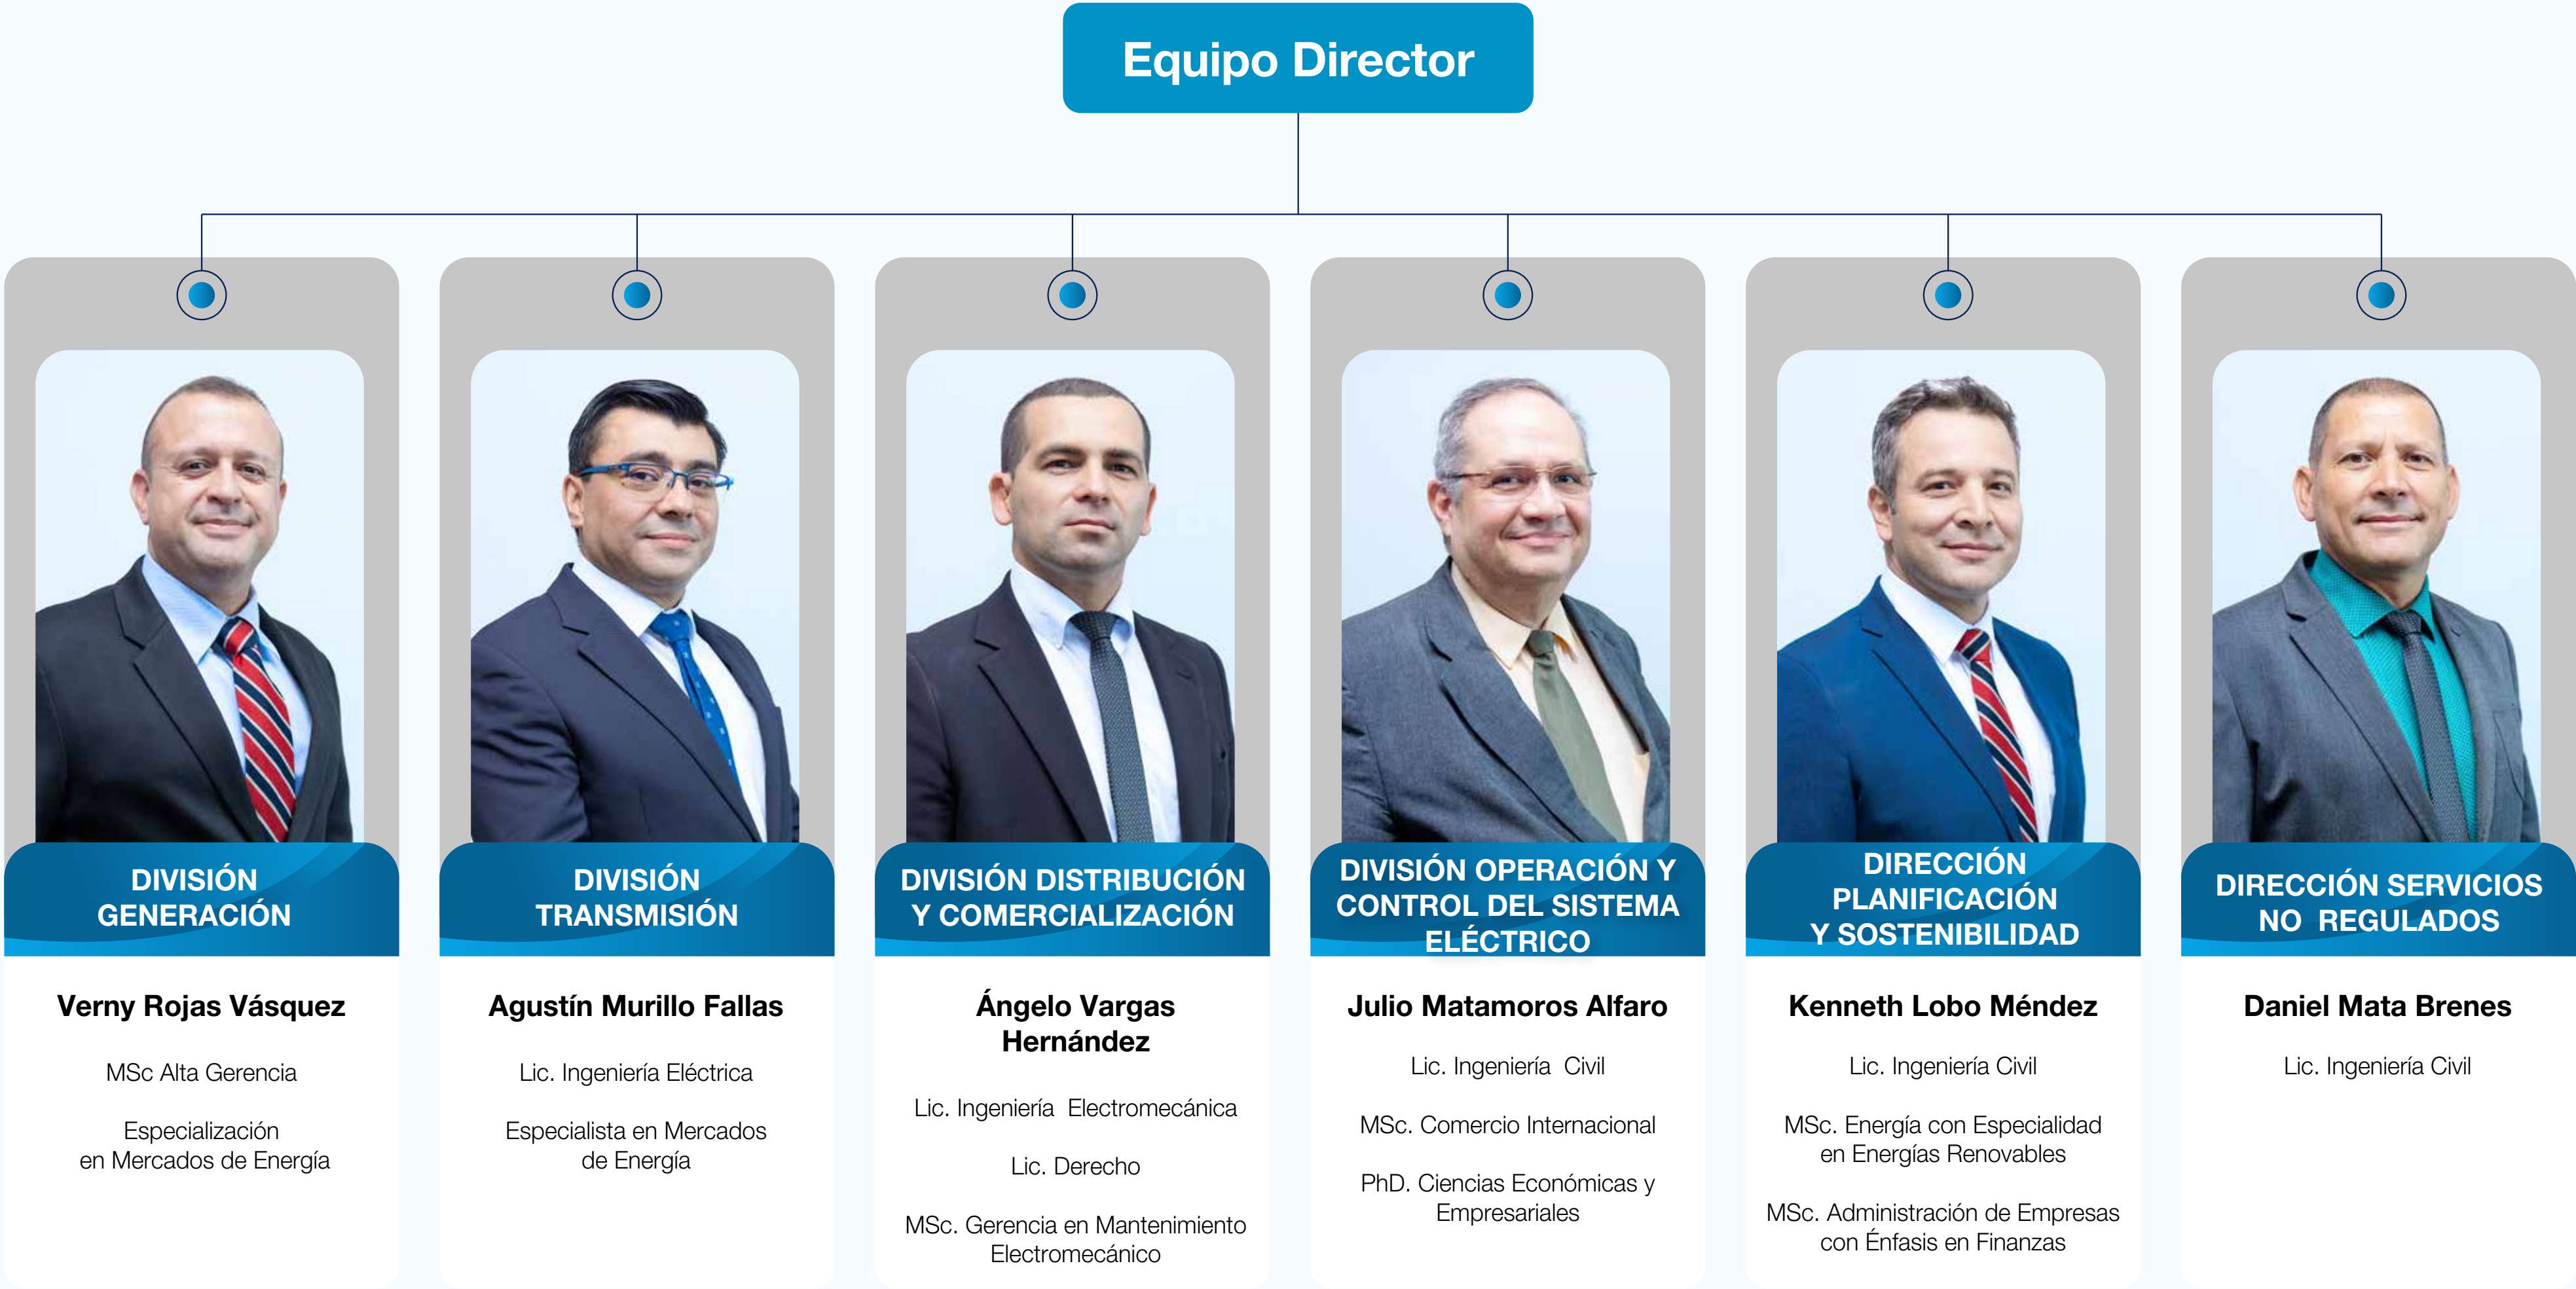 Equipo Director
DIVISIÓN
GENERACIÓN
Verny Rojas Vásquez
MSc Alta Gerencia
Especialización
en Mercados de Energía
DIVISIÓN
TRANSMISIÓN
Agustín Murillo Fallas
Lic. Ingeniería Eléctrica
Especialista en Mercados
de Energía
DIVISIÓN DISTRIBUCIÓN
Y COMERCIALIZACIÓN
Ángelo Vargas
Hernández
Lic. Ingeniería Electromecánica
Lic. Derecho
MSc. Gerencia en Mantenimiento
Electromecánico
DIVISIÓN OPERACIÓN Y
CONTROL DEL SISTEMA
ELÉCTRICO
Julio Matamoros Alfaro
Lic. Ingeniería Civil
MSc. Comercio Internacional
PhD. Ciencias Económicas y
Empresariales
DIRECCIÓN
PLANIFICACIÓN
Y SOSTENIBILIDAD
Kenneth Lobo Méndez
Lic. Ingeniería Civil
MSc. Energía con Especialidad
en Energías Renovables
MSc. Administración de Empresas
con Énfasis en Finanzas
DIRECCIÓN SERVICIOS
NO REGULADOS
Daniel Mata Brenes
Lic. Ingeniería Civil